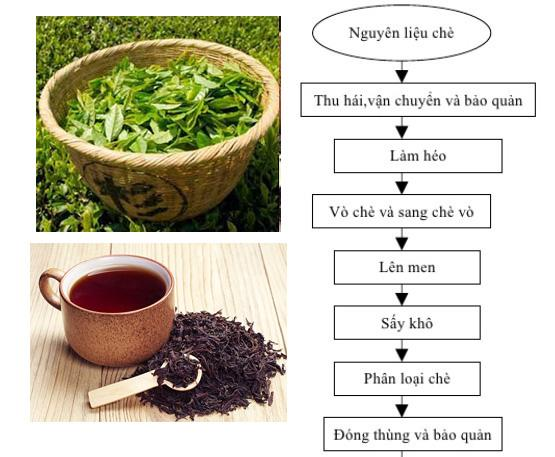 Nguyên liệu chè
Thu hái,vận chuyển và bảo quản
Làm héo
Vò chè và sang chè vò
Lên men
Sấy khô
Phân loại chè
Đóng thùng và bảo quản